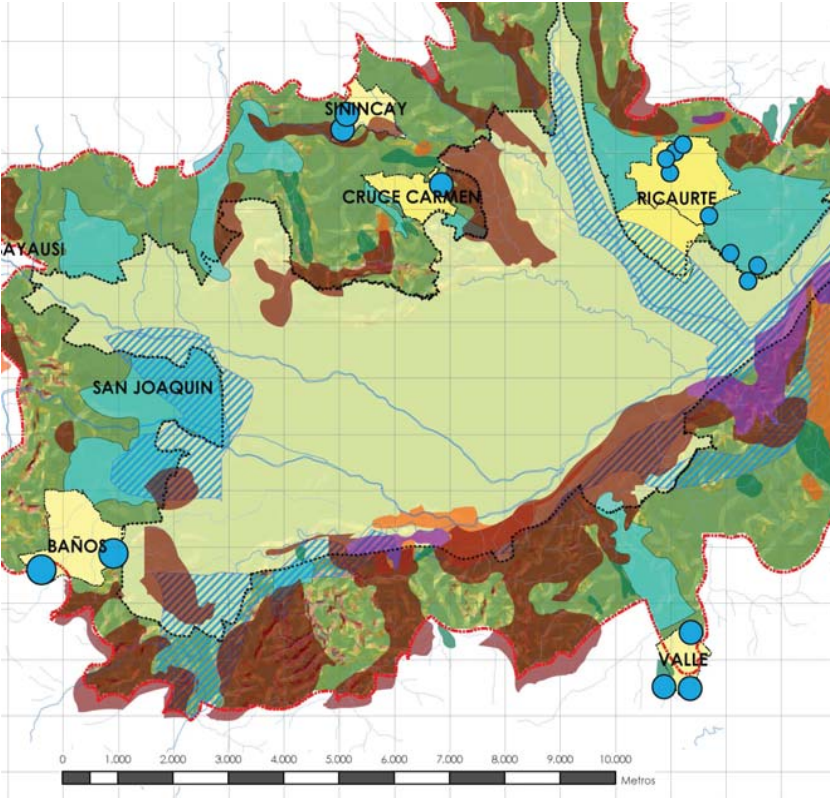 SININCAY
CRUCE CARMEN
RICAURTE
AYAUSI
SAN JOAQUIN
BAÑOS
VALLE
0 1.000 2.000 3.000 4.000 5.000 6.000 7.000 8.000 9.000 10.000
Metros